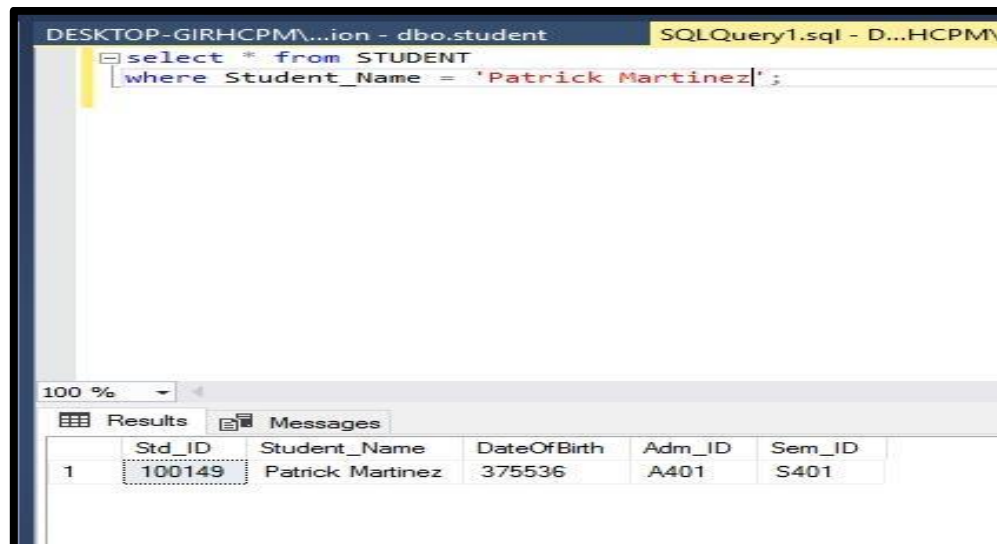 DESKTOP-GIRHCPM\...ion - dbo.student SQLQuery1.sql - D...HCPM\
select * from STUDENT
where Student_Name = 'Patrick Martinez';
100 %
Results Messages
Std_ID Student_Name DateOfBirth Adm_ID Sem_ID
1 100149 Patrick Martinez 375536 A401 S401